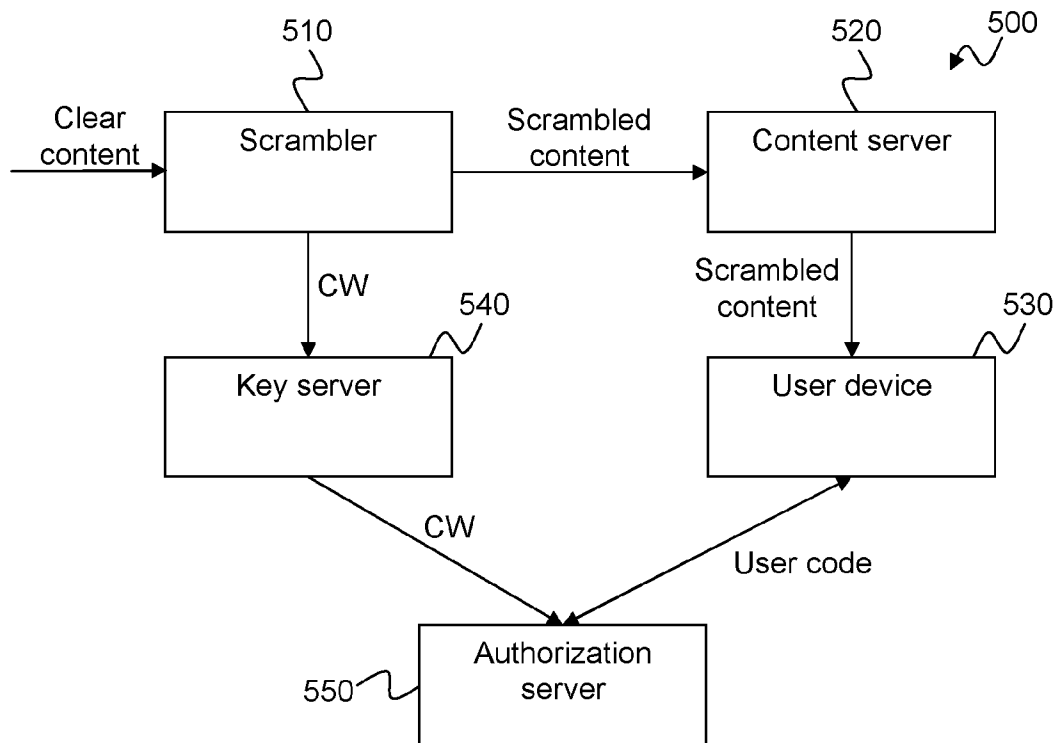 510
520
500
Clear
content
Scrambler
Scrambled
content
Content server
CW
Scrambled
content
540
530
Key server
User device
CW
User code
Authorization
server
550